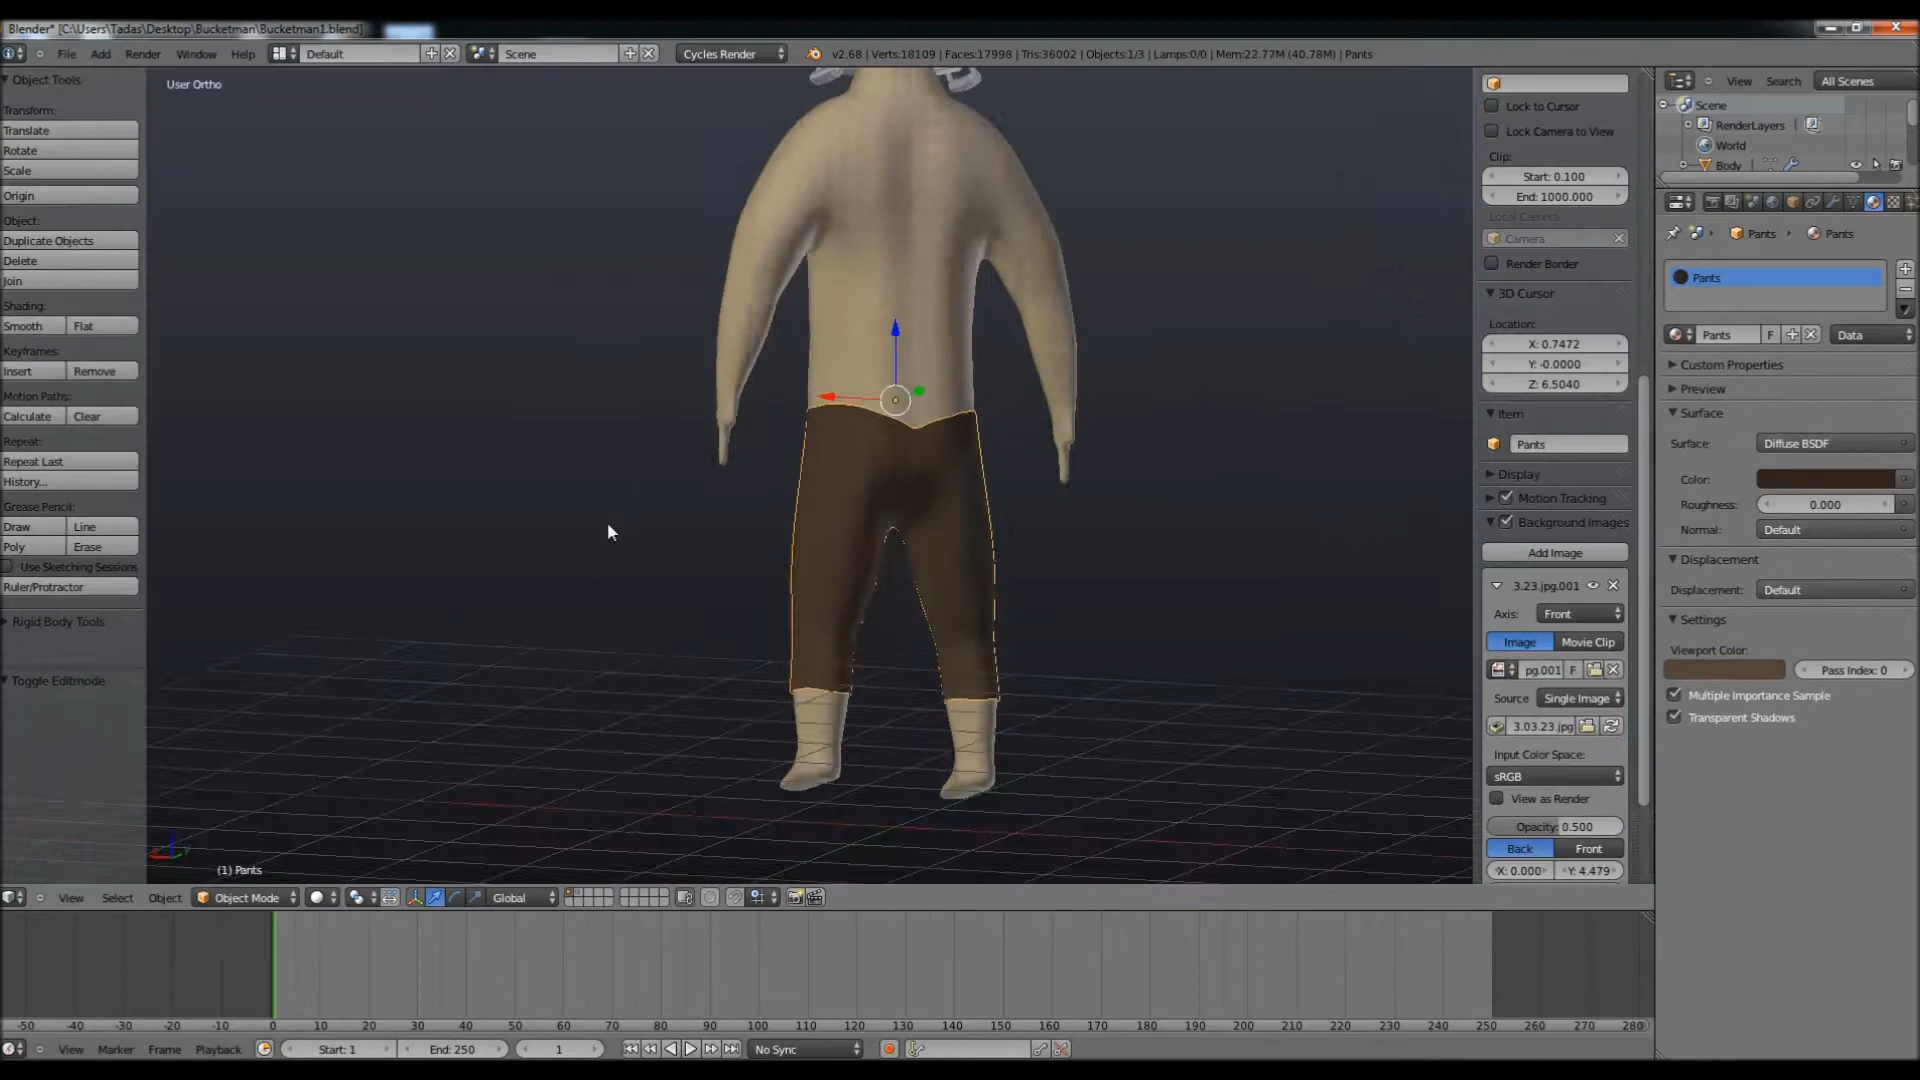 Blender* [C:\Users\Tadas\Desktop\Bucketman\Bucketman1.blend]
File Add Render Window Help Default Scene Cycles Render v2.68 | Verts:18109 | Faces:17998 | Tris:36002 | Objects:1/3 | Lamps:0/0 | Mem:22.77M (40.78M) | Pants
Object Tools
Transform:
Translate
Rotate
Scale
Origin
Object:
Duplicate Objects
Delete
Join
Shading:
Smooth Flat
Keyframes:
Insert Remove
Motion Paths:
Calculate Clear
Repeat:
Repeat Last
History...
Grease Pencil:
Draw Line
Poly Erase
Use Sketching Sessions
Ruler/Protractor
Rigid Body Tools
Toggle Editmode
User Ortho
(1) Pants
Lock to Cursor
Lock Camera to View
Clip:
Start: 0.100
End: 1000.000
Local Camera:
Camera
Render Border
3D Cursor
Location:
X: 0.7472
Y: -0.0000
Z: 6.5040
Item
Pants
Display
Motion Tracking
Background Images
Add Image
3.23.jpg.001
Axis: Front
Image Movie Clip
pg.001 F
Source Single Image
3.03.23.jpg
Input Color Space:
sRGB
View as Render
Opacity: 0.500
Back Front
X: 0.000 Y: 4.479
View Search All Scenes
Scene
RenderLayers
World
Body
Pants Pants
Pants
Pants F Data
Custom Properties
Preview
Surface
Surface: Diffuse BSDF
Color:
Roughness: 0.000
Normal: Default
Displacement
Displacement: Default
Settings
Viewport Color:
Pass Index: 0
Multiple Importance Sample
Transparent Shadows
View Select Object Object Mode Global
-50 -40 -30 -20 -10 0 10 20 30 40 50 60 70 80 90 100 110 120 130 140 150 160 170 180 190 200 210 220 230 240 250 260 270 280
View Marker Frame Playback Start: 1 End: 250 1 No Sync